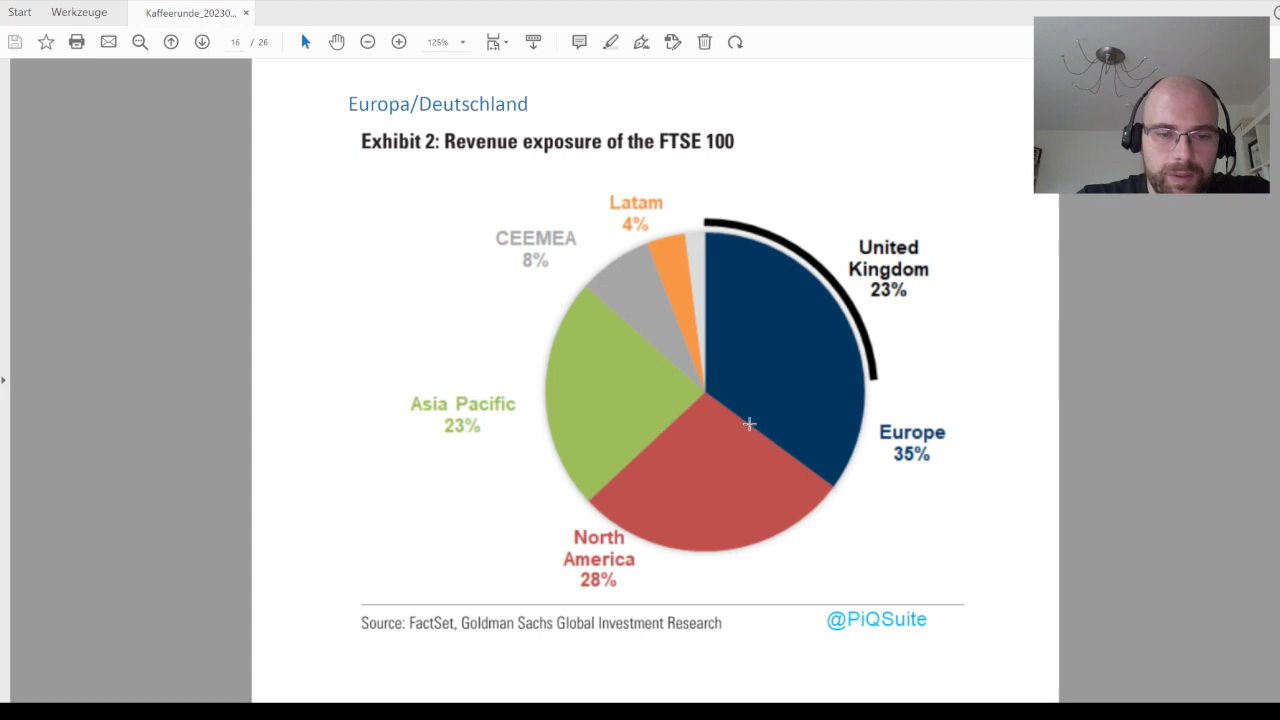 Start
Werkzeuge
Kaffeerunde_20230...
×
16 / 26
125%
Europa/Deutschland
Exhibit 2: Revenue exposure of the FTSE 100
Latam
4%
CEEMEA
8%
United
Kingdom
23%
Asia Pacific
23%
Europe
35%
North
America
28%
Source: FactSet, Goldman Sachs Global Investment Research
@PiQSuite